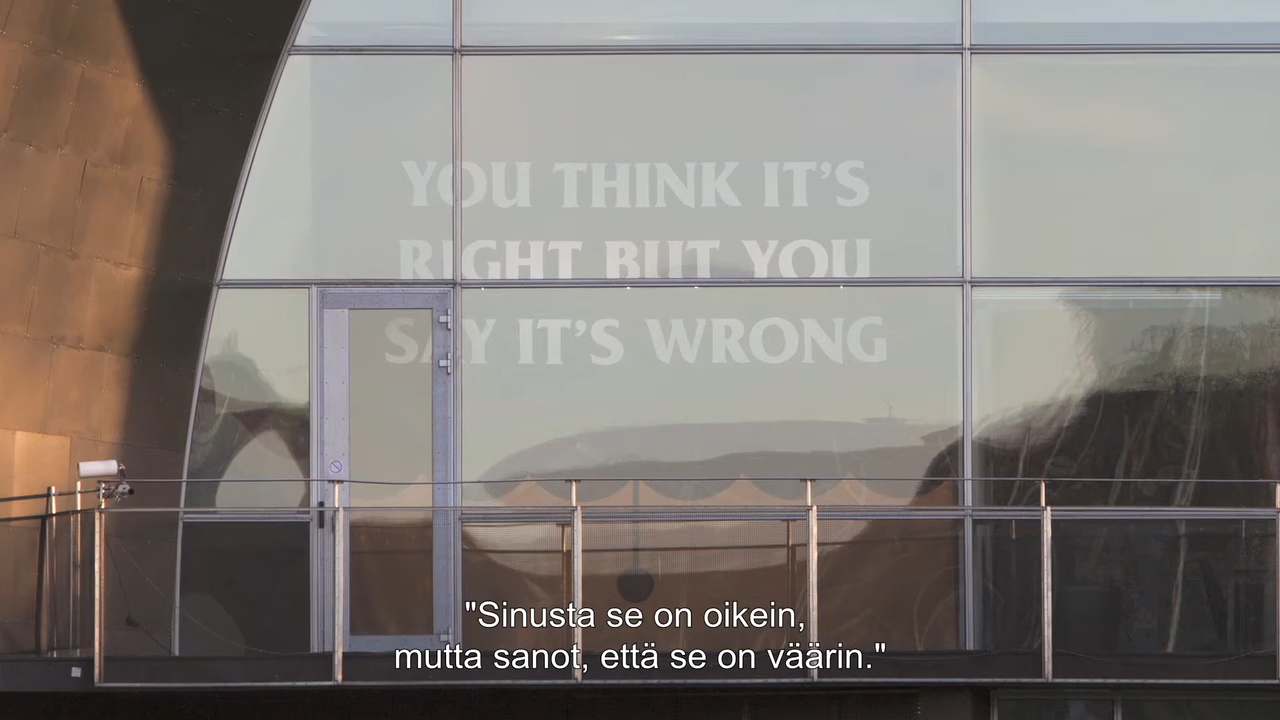 YOU THINK IT'S
RIGHT BUT YOU
SAY IT'S WRONG
"Sinusta se on oikein,
mutta sanot, että se on väärin."